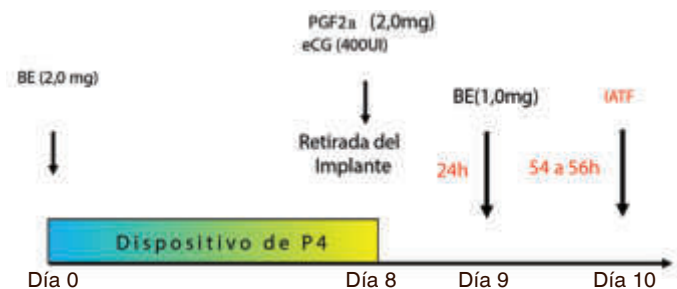 PGF2a (2,0mg)
eCG (400UI)
BE (2,0 mg)
BE(1,0mg)
IATF
Retirada del
Implante
24h
54 a 56h
Dispositivo de P4
Día 0
Día 8
Día 9
Día 10